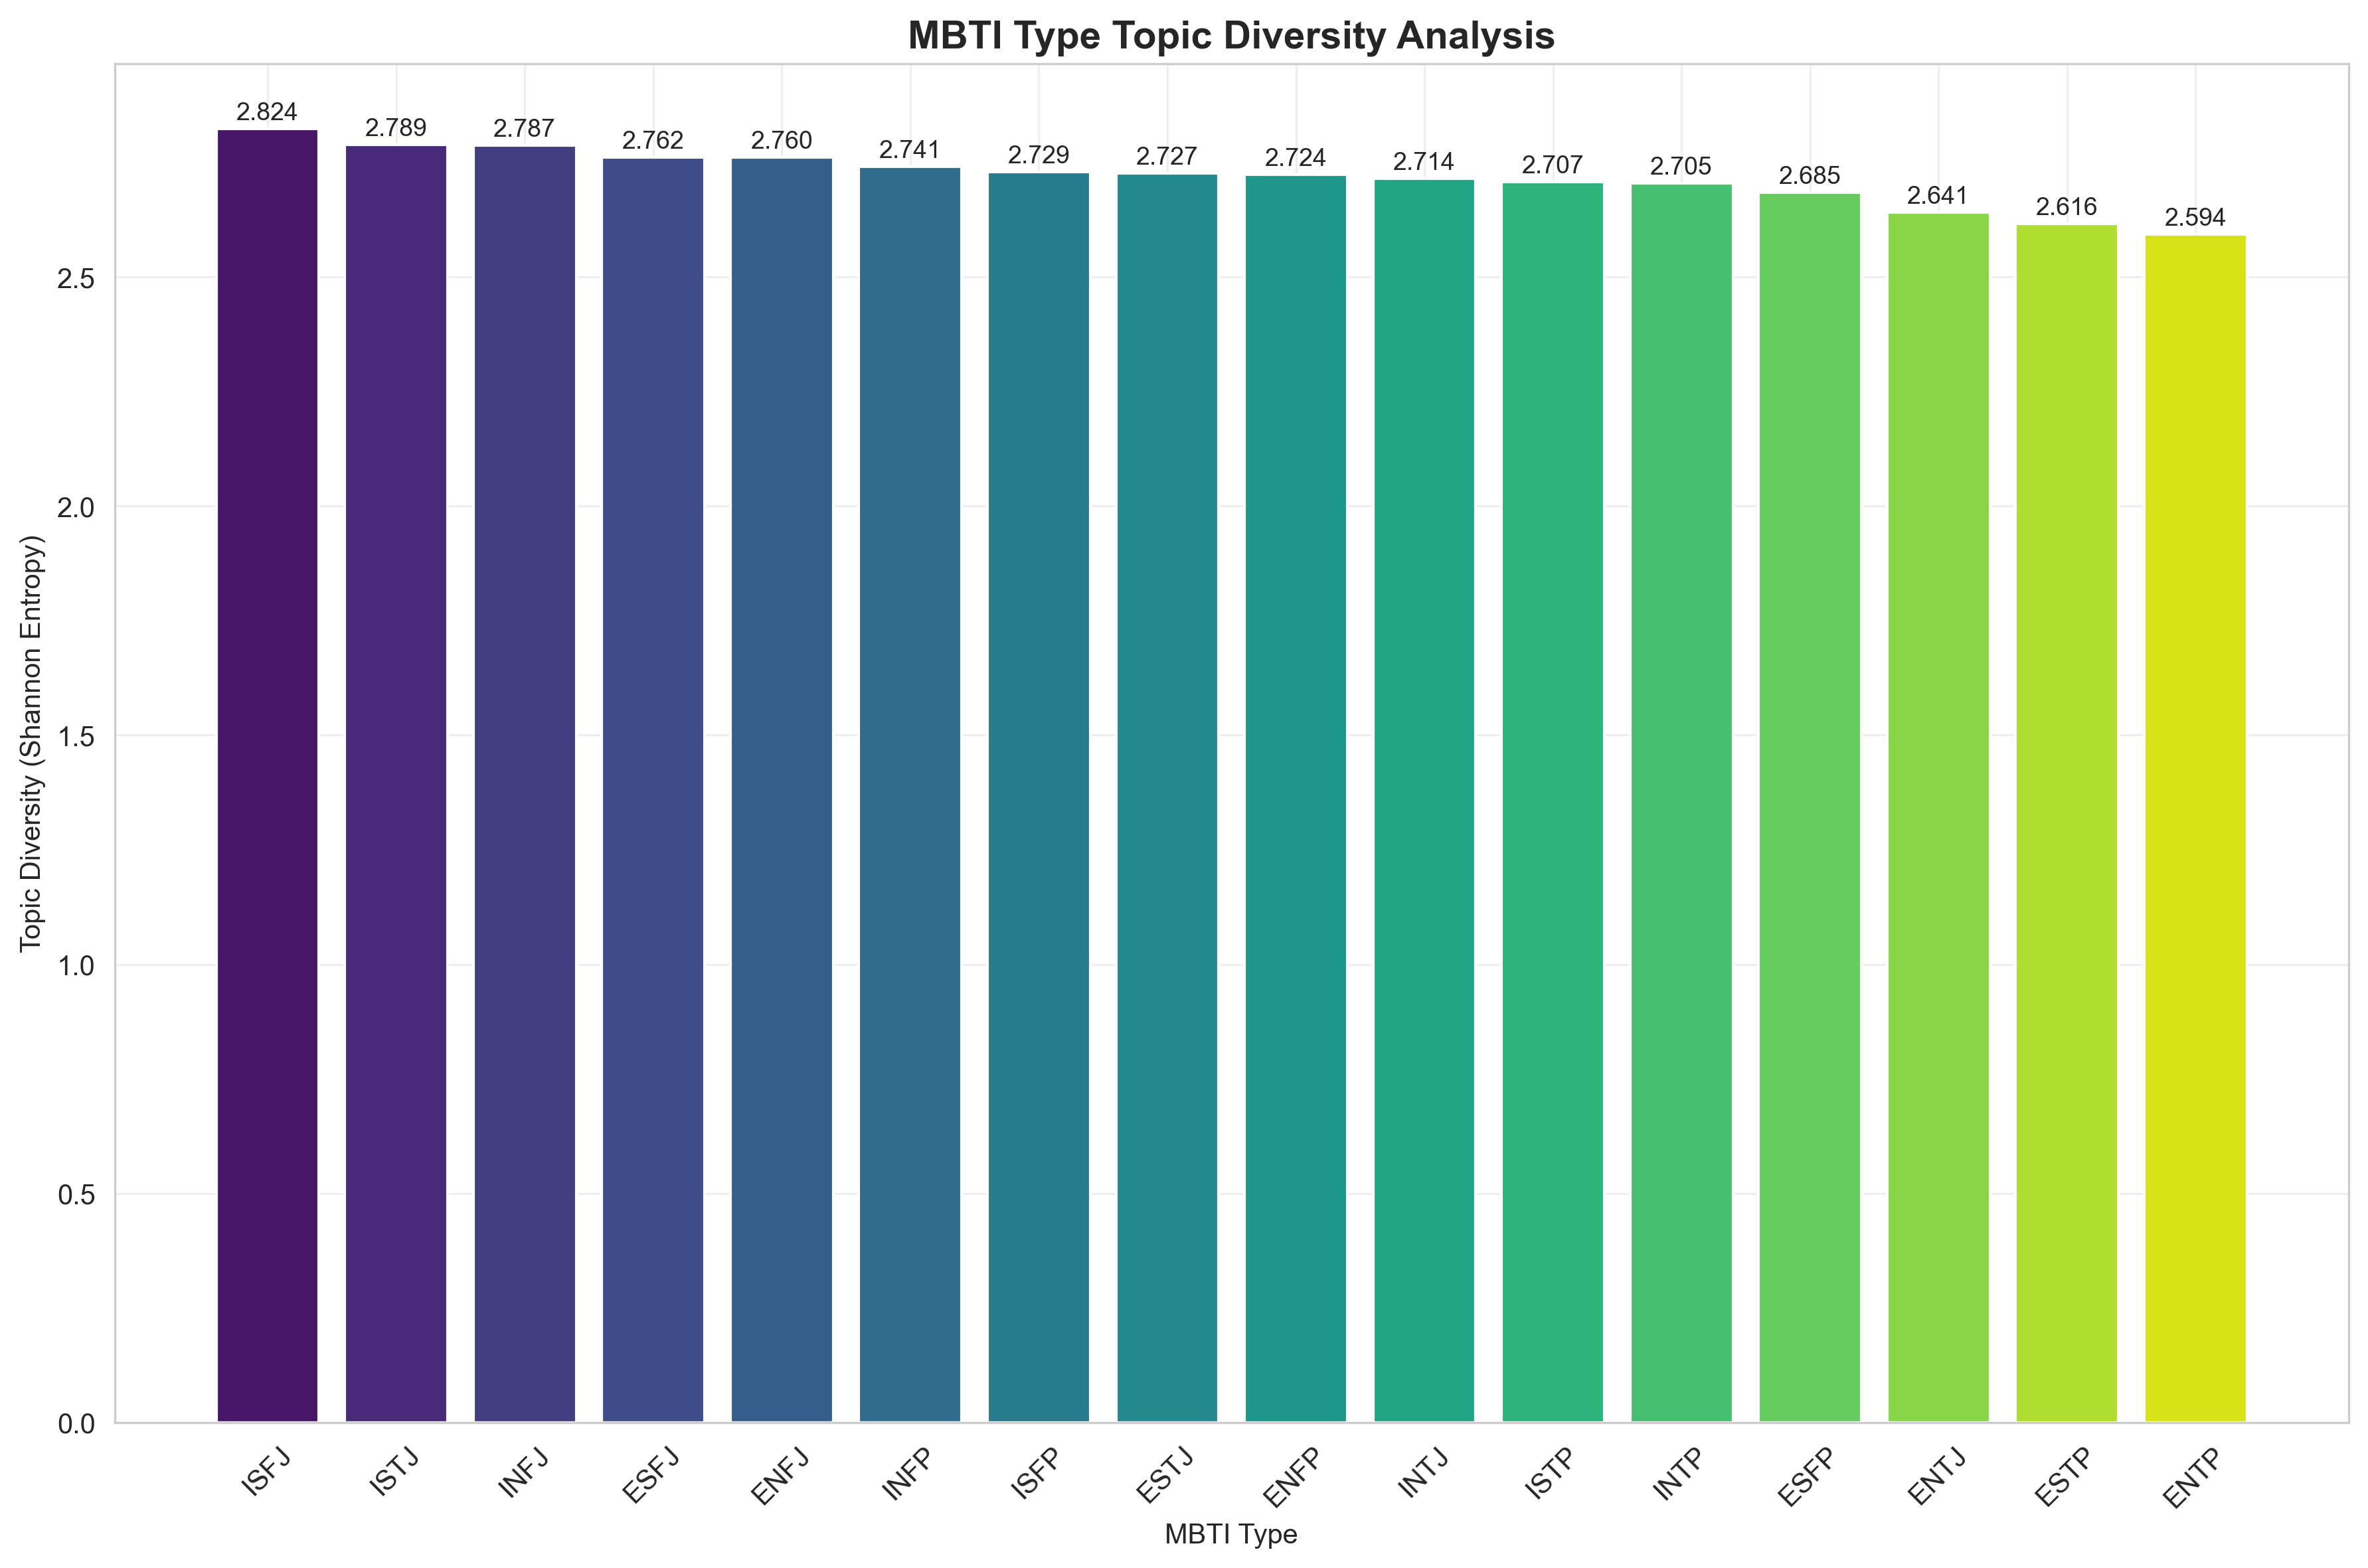 MBTI Type Topic Diversity Analysis
Topic Diversity (Shannon Entropy)
2.5
2.0
1.5
1.0
0.5
0.0
2.824
2.789
2.787
2.762
2.760
2.741
2.729
2.727
2.724
2.714
2.707
2.705
2.685
2.641
2.616
2.594
ISFJ
ISTJ
INFJ
ESFJ
ENFJ
INFP
ISFP
ESTJ
ENFP
INTJ
ISTP
INTP
ESFP
ENTJ
ESTP
ENTP
MBTI Type